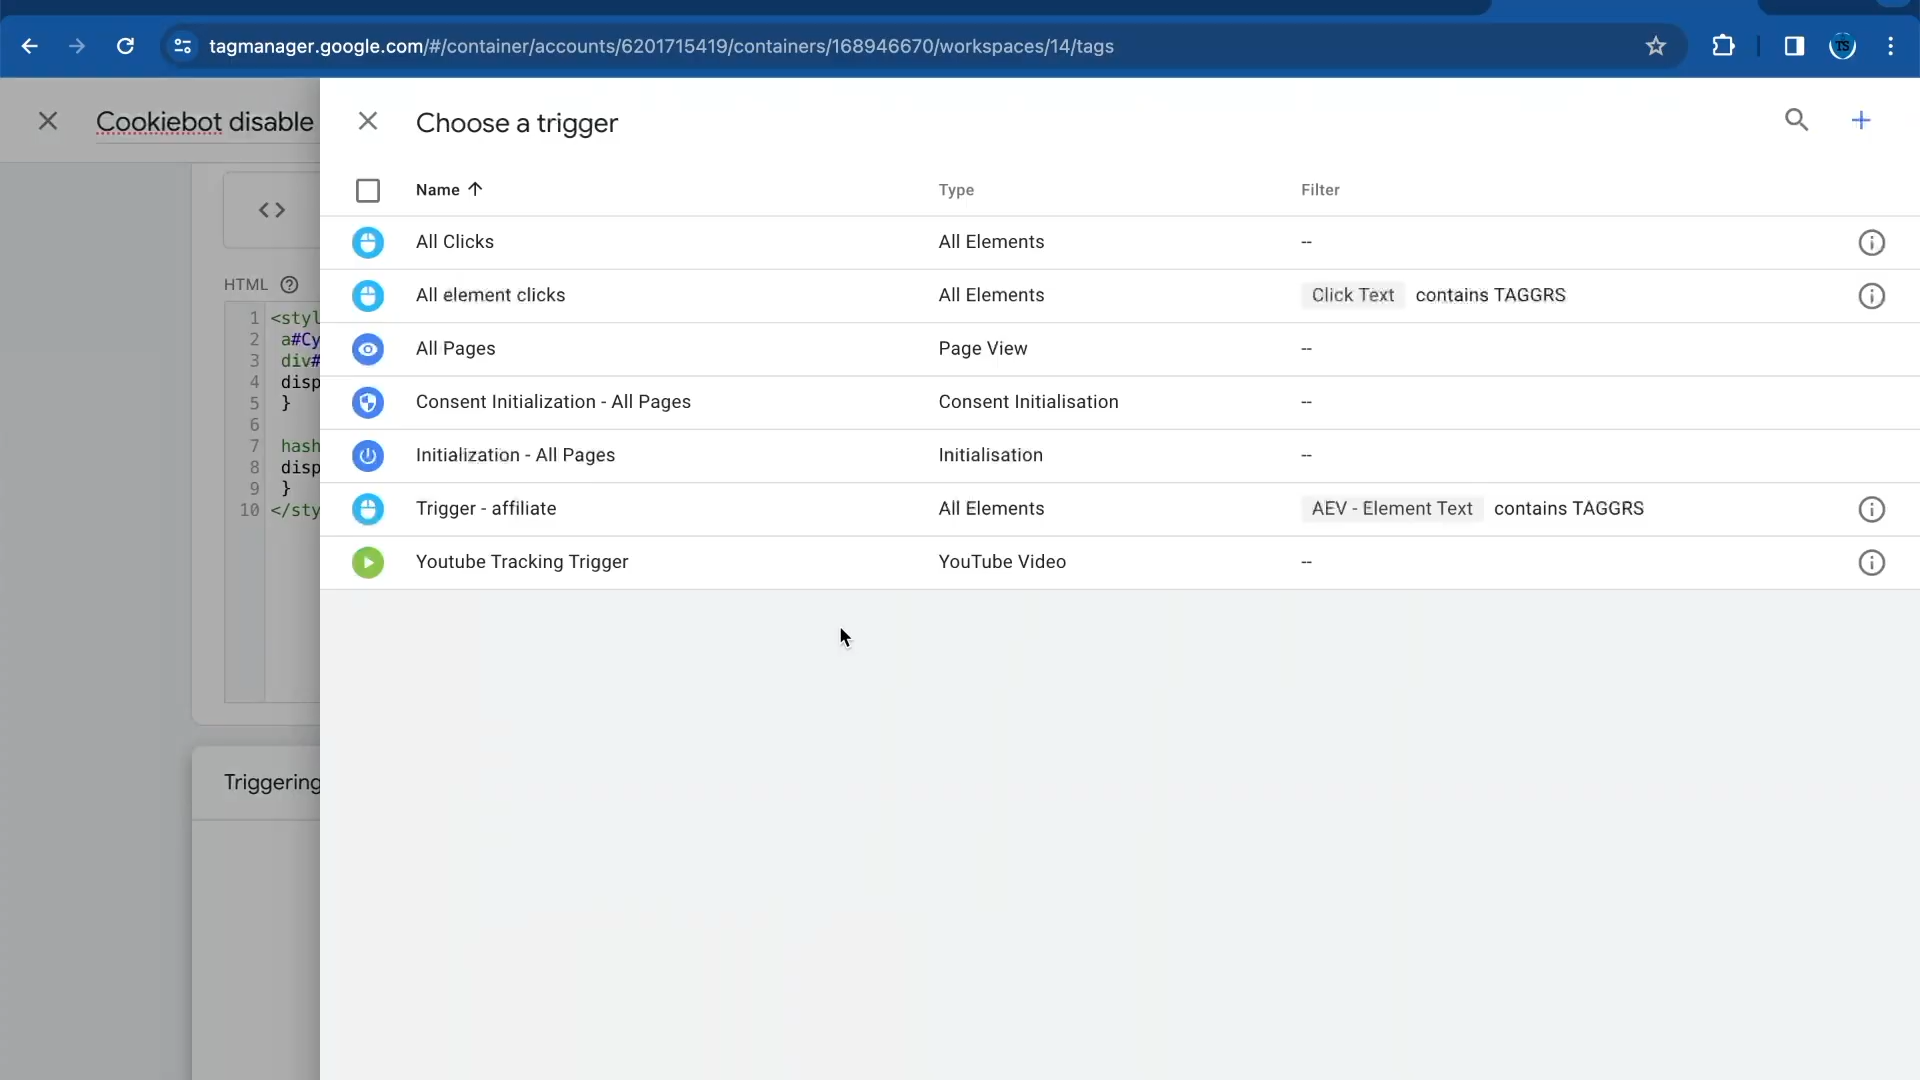 tagmanager.google.com/#/container/accounts/6201715419/containers/168946670/workspaces/14/tags
TS
Cookiebot disable
Choose a trigger
Name Type Filter
All Clicks All Elements --
All element clicks All Elements Click Text contains TAGGRS
All Pages Page View --
Consent Initialization - All Pages Consent Initialisation --
Initialization - All Pages Initialisation --
Trigger - affiliate All Elements AEV - Element Text contains TAGGRS
Youtube Tracking Trigger YouTube Video --
HTML
1 <styl
2 a#Cy
3 div#
4 disp
5 }
6
7 hash
8 disp
9 }
10 </sty
Triggering